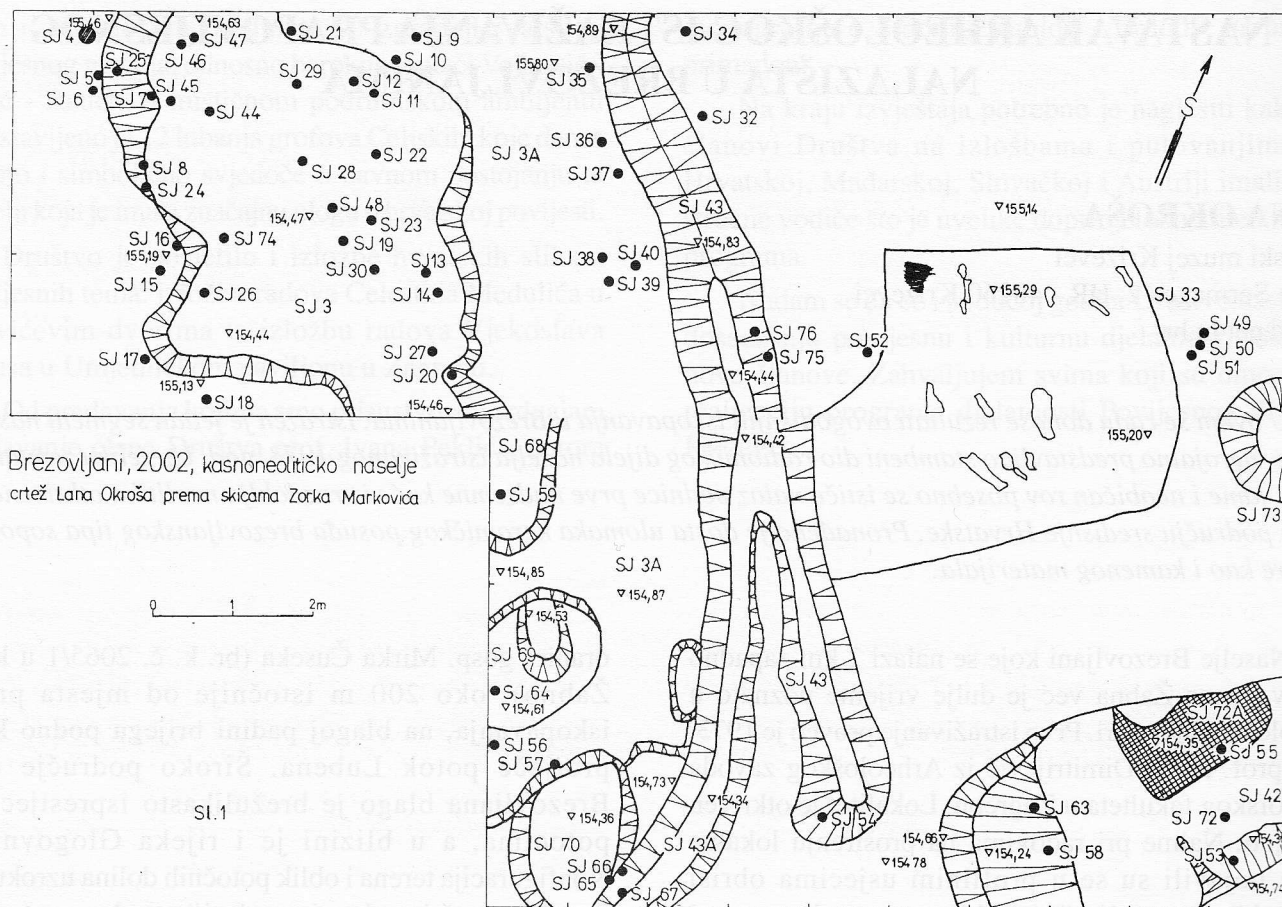 155,46
154,63
SJ 4
SJ 47
SJ 21
SJ 9
SJ 46
SJ 10
SJ 25
SJ 5
SJ 29
SJ 12
SJ 6
SJ 7
SJ 45
SJ 11
SJ 44
SJ 8
SJ 28
SJ 22
SJ 3A
SJ 24
SJ 48
154,47
SJ 23
SJ 16
SJ 74
SJ 19
155,19
SJ 15
SJ 30
SJ13
SJ 26
SJ 14
SJ 3
154,44
SJ 17
SJ 27
155,13
SJ 20
SJ 18
154,46
154,89
SJ 34
155,80
SJ 35
SJ 32
SJ 36
SJ 37
SJ 43
154,83
SJ 38
SJ 40
SJ 39
SJ 76
SJ 75
154,44
154,42
S
155,14
155,29
SJ 33
SJ 52
SJ 49
SJ 50
SJ 51
155,20
SJ 73
SJ 68
SJ 59
Brezovljani, 2002, kasnoneolitičko naselje
crtež Lana Okroša prema skicama Zorka Markovića
0 1 2m
Sl.1
154,85
SJ 3A
154,87
154,53
SJ 69
SJ 64
154,61
SJ 56
SJ 57
SJ 43
154,73
154,34
154,36
SJ 70
SJ 43A
SJ 66
SJ 65
SJ 67
SJ 54
154,78
154,66
154,24
SJ 63
SJ 58
SJ 72A
154,35
SJ 55
SJ 42
SJ 72
SJ53
154,74